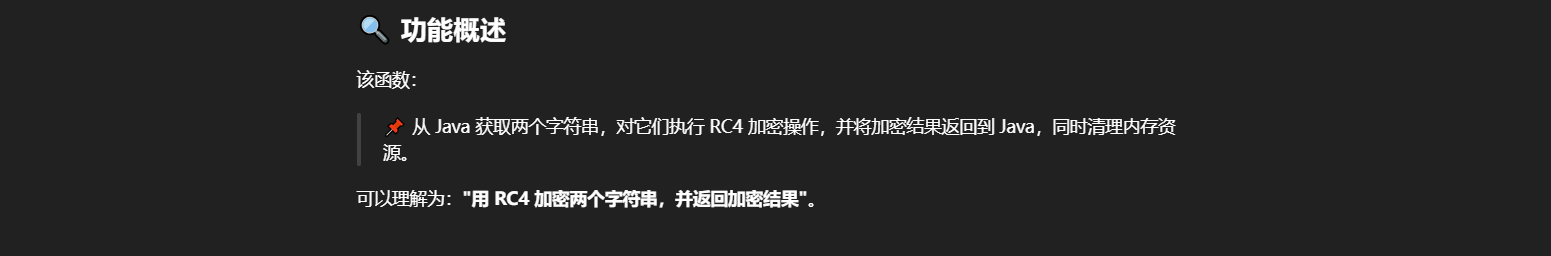 🔍 功能概述
该函数：
📌 从 Java 获取两个字符串，对它们执行 RC4 加密操作，并将加密结果返回到 Java，同时清理内存资
源。
可以理解为："用 RC4 加密两个字符串，并返回加密结果"。